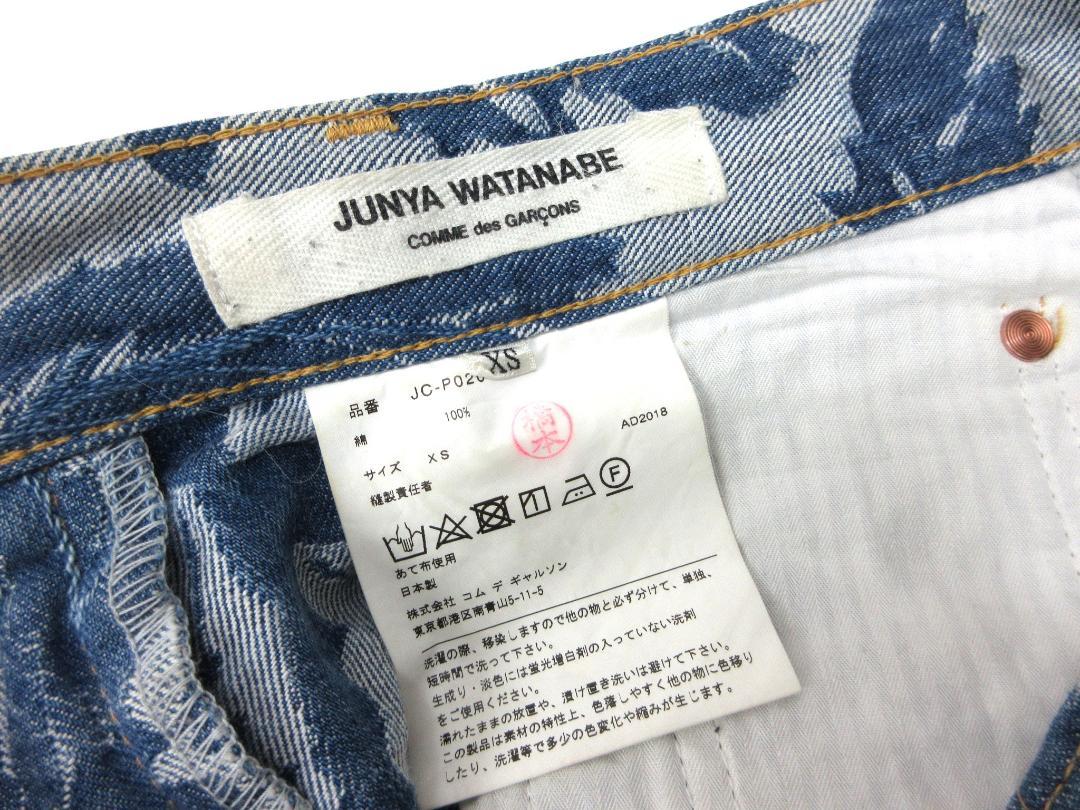 JUNYA WATANABE
COMME des GARÇONS
XS
品番 JC-P020
綿 100%
橋本
AD2018
サイズ XS
縫製責任者
F
あて布使用
日本製
株式会社 コム デ ギャルソン
東京都港区南青山5-11-5
洗濯の際、移染しますので他の物と必ず分けて、単独、
短時間で洗って下さい。
生成り・淡色には蛍光増白剤の入っていない洗剤
をご使用ください。
濡れたままの放置や、漬け置き洗いは避けて下さい。
この製品は素材の特性上、色落しやすく他の物に色移り
したり、洗濯等で多少の色変化や縮みが生じます。